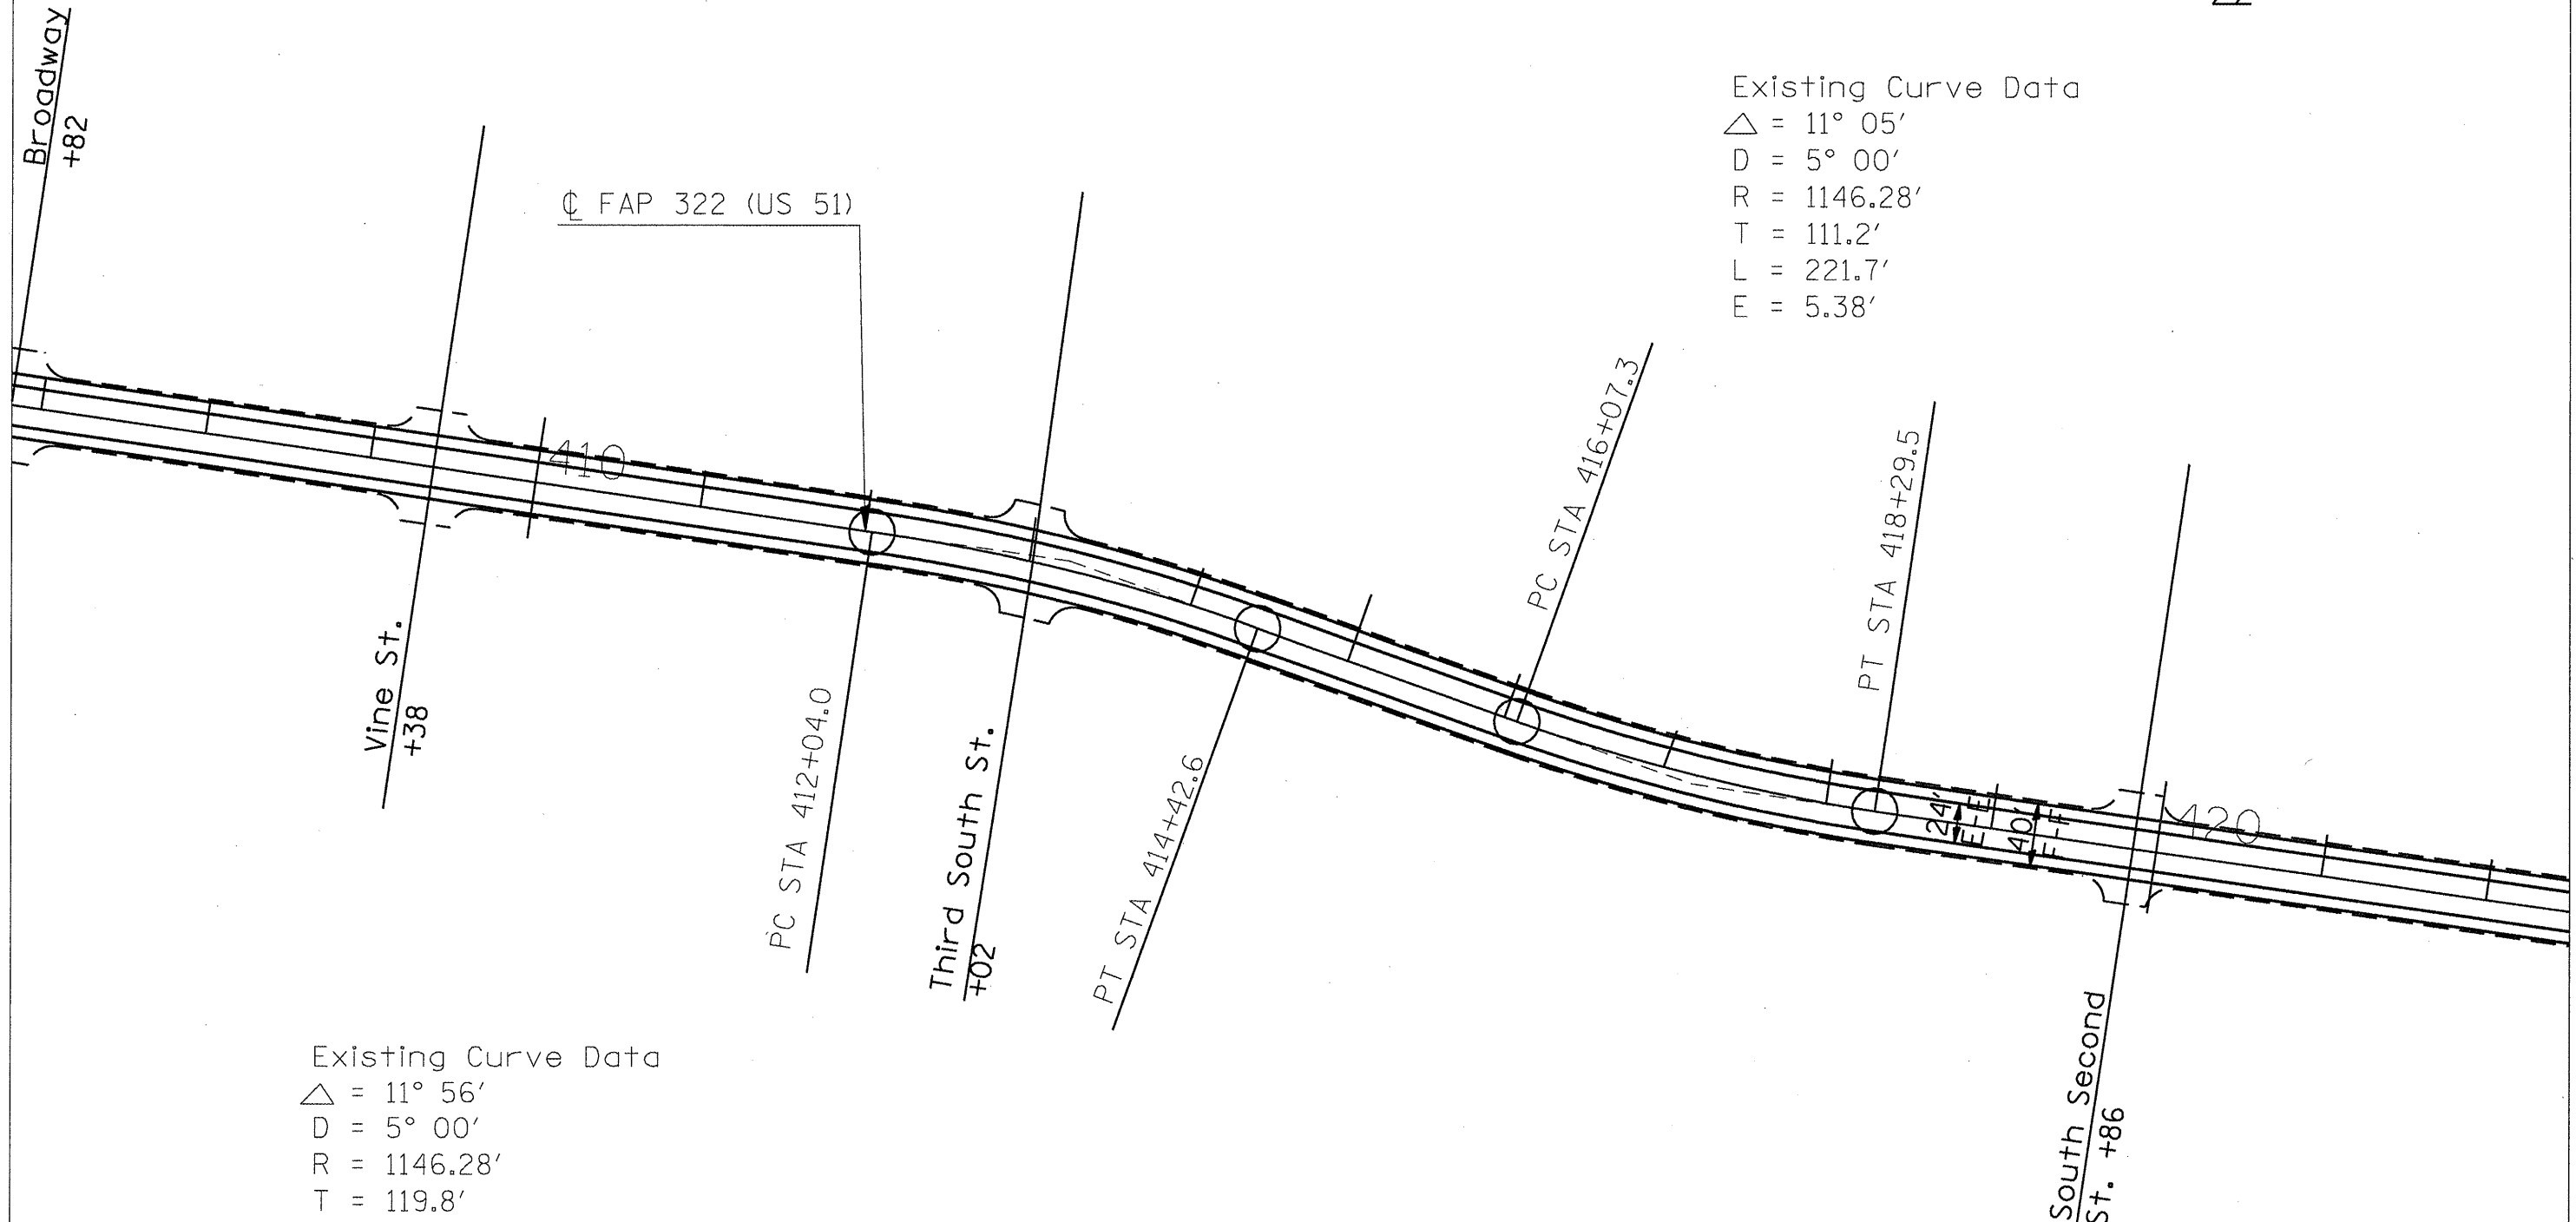 Broadway
+82
Existing Curve Data
△ = 11° 05′
D = 5° 00′
R = 1146.28′
T = 111.2′
L = 221.7′
E = 5.38′
℄ FAP 322 (US 51)
410
Vine St.
+38
PC STA 412+04.0
Third South St.
+02
PT STA 414+42.6
PC STA 416+07.3
PT STA 418+29.5
24′
E-E
40′
F-F
420
South Second
St. +86
Existing Curve Data
△ = 11° 56′
D = 5° 00′
R = 1146.28′
T = 119.8′